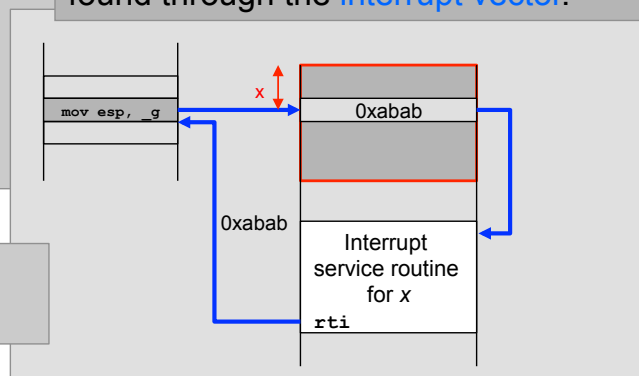 found through the interrupt vector.
x
mov esp, _g
0xabab
0xabab
Interrupt
service routine
for x
rti